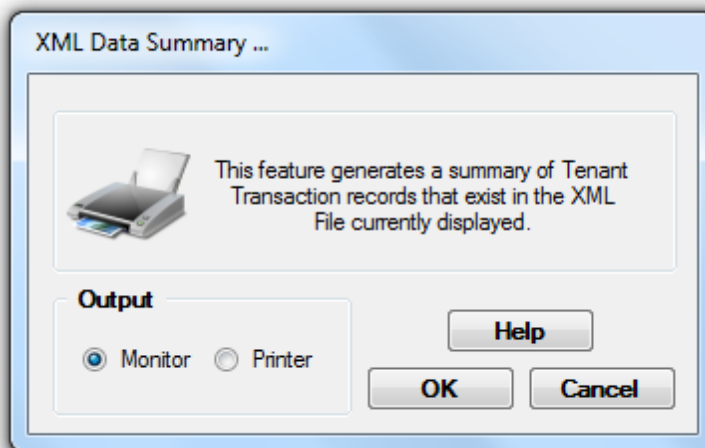 XML Data Summary ...
This feature generates a summary of Tenant
Transaction records that exist in the XML
File currently displayed.
Output
Monitor Printer
Help
OK Cancel